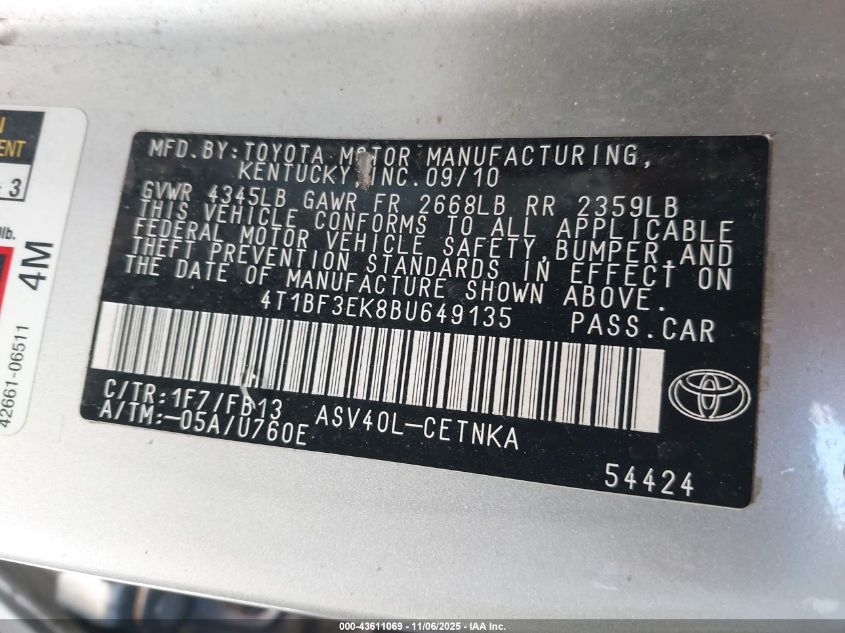 MFD.BY:TOYOTA MOTOR MANUFACTURING,
KENTUCKY, INC. 09/10
GVWR 4345LB GAWR FR 2668LB RR 2359LB
THIS VEHICLE CONFORMS TO ALL APPLICABLE
FEDERAL MOTOR VEHICLE SAFETY, BUMPER, AND
THEFT PREVENTION STANDARDS IN EFFECT ON
THE DATE OF MANUFACTURE SHOWN ABOVE.
4T1BF3EK8BU649135 PASS.CAR
C/TR:1F7/FB13 ASV40L-CETNKA
A/TM:-05A/U760E
54424
3
lb.
4M
42661-06511
000-43611069 - 11/06/2025 - IAA Inc.